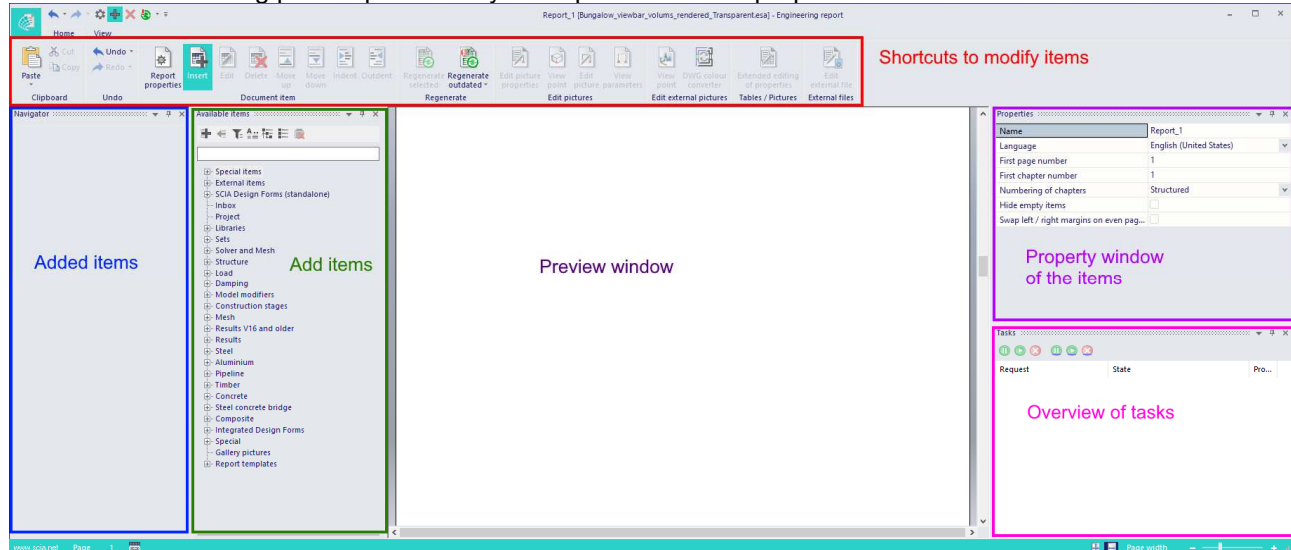 Report_1 [Bungalow_viewbar_volums_rendered_Transparent.esa] - Engineering report
Home View
Paste
Cut
Copy
Clipboard
Undo
Redo
Undo
Report properties
Insert
Edit
Delete
Move up
Move down
Indent
Outdent
Document item
Regenerate selected
Regenerate outdated
Regenerate
Edit picture properties
View point
Edit picture
View parameters
Edit pictures
View point
DWG colour converter
Edit external pictures
Extended editing of properties
Tables / Pictures
Edit external file
External files
Shortcuts to modify items
Navigator
Added items
Available items
Special items
External items
SCIA Design Forms (standalone)
Inbox
Project
Libraries
Sets
Solver and Mesh
Structure
Load
Damping
Model modifiers
Construction stages
Mesh
Results V16 and older
Results
Steel
Aluminium
Pipeline
Timber
Concrete
Steel concrete bridge
Composite
Integrated Design Forms
Special
Gallery pictures
Report templates
Add items
Preview window
Properties
Name Report_1
Language English (United States)
First page number 1
First chapter number 1
Numbering of chapters Structured
Hide empty items
Swap left / right margins on even pag...
Property window
of the items
Tasks
Request State Pro...
Overview of tasks
www.scia.net Page 1 Page width